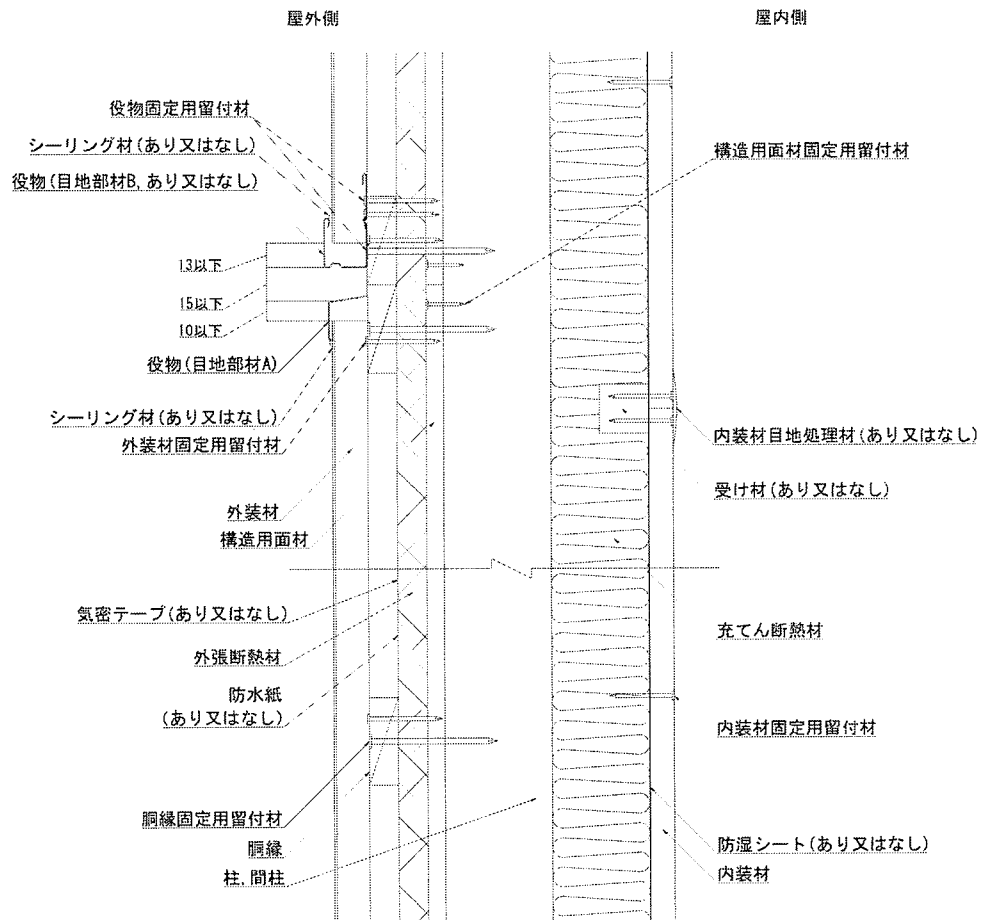 屋外側
屋内側
役物固定用留付材
シーリング材(あり又はなし)
役物(目地部材B,あり又はなし)
13以下
15以下
10以下
役物(目地部材A)
シーリング材(あり又はなし)
外装材固定用留付材
外装材
構造用面材
気密テープ(あり又はなし)
外張断熱材
防水紙
(あり又はなし)
胴縁固定用留付材
胴縁
柱,間柱
構造用面材固定用留付材
内装材目地処理材(あり又はなし)
受け材(あり又はなし)
充てん断熱材
内装材固定用留付材
防湿シート(あり又はなし)
内装材